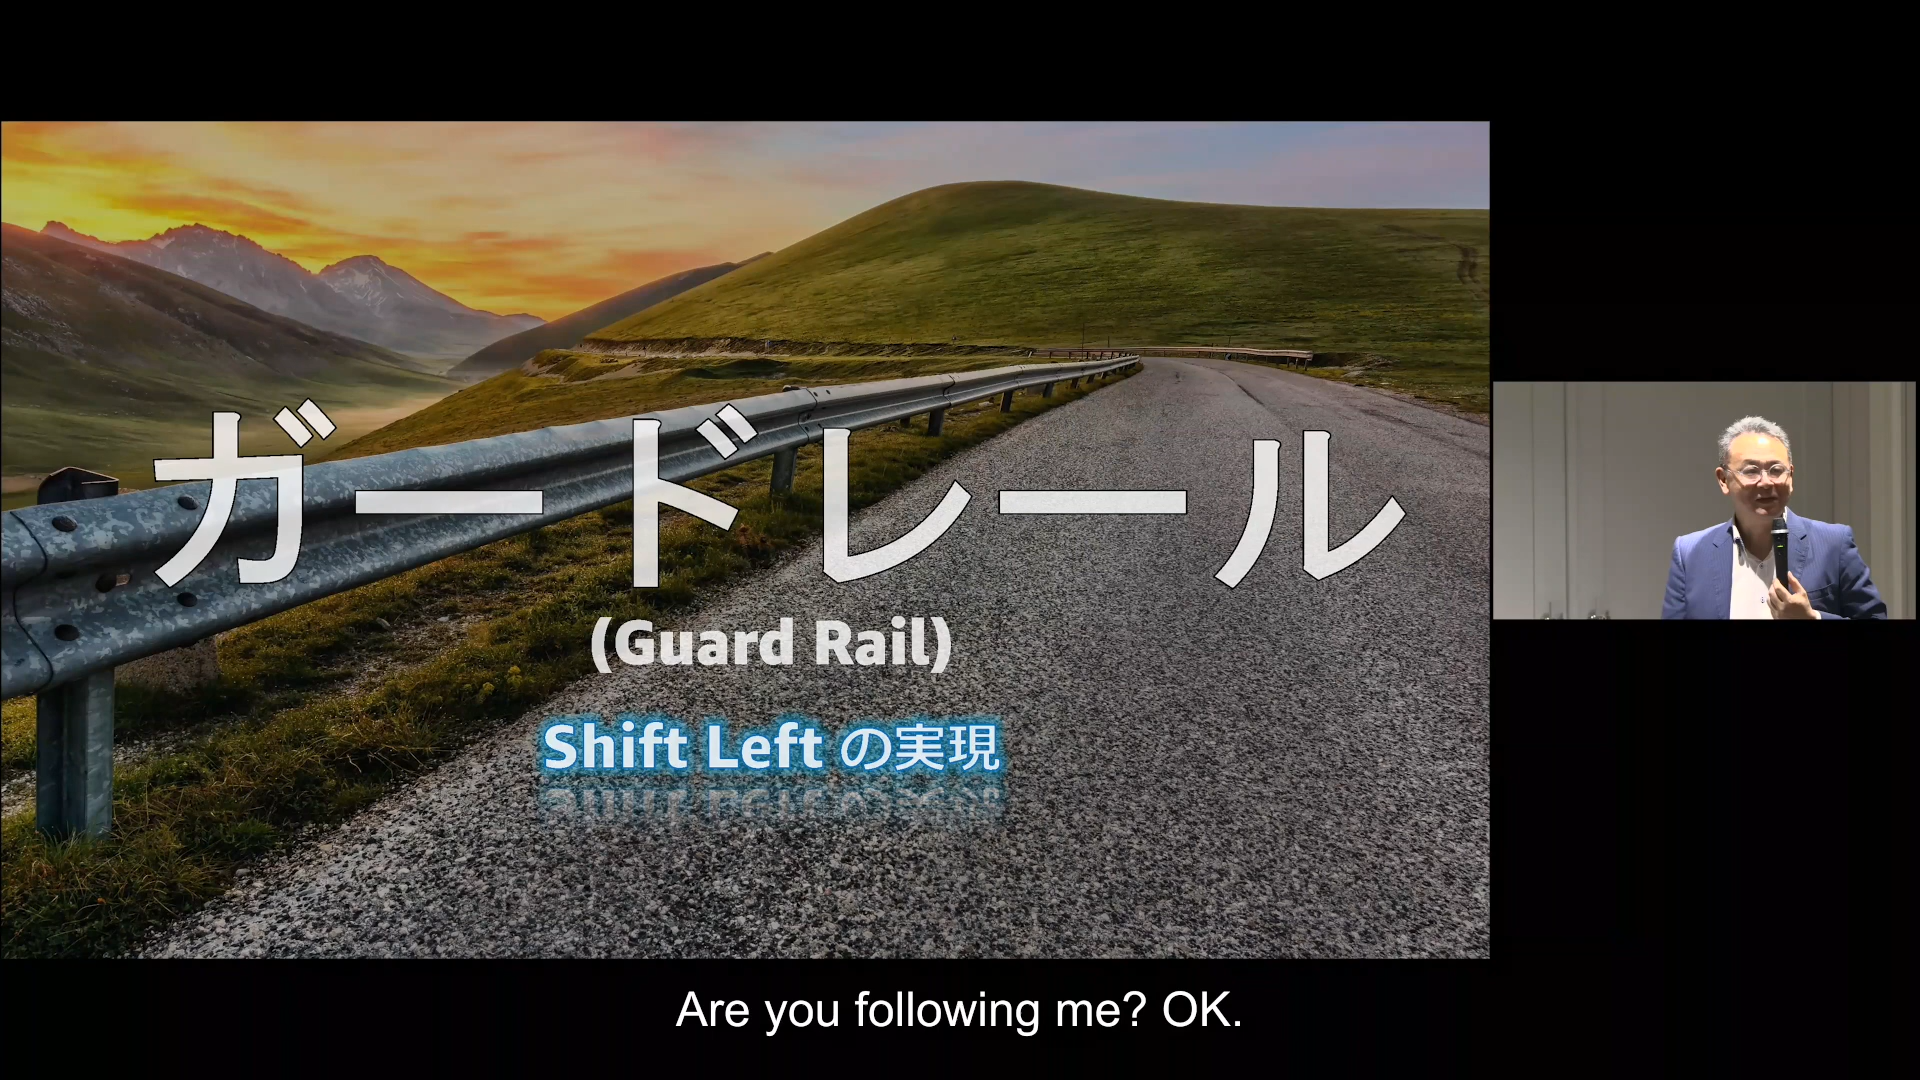 ガードレール
(Guard Rail)
Shift Left の実現
Are you following me? OK.